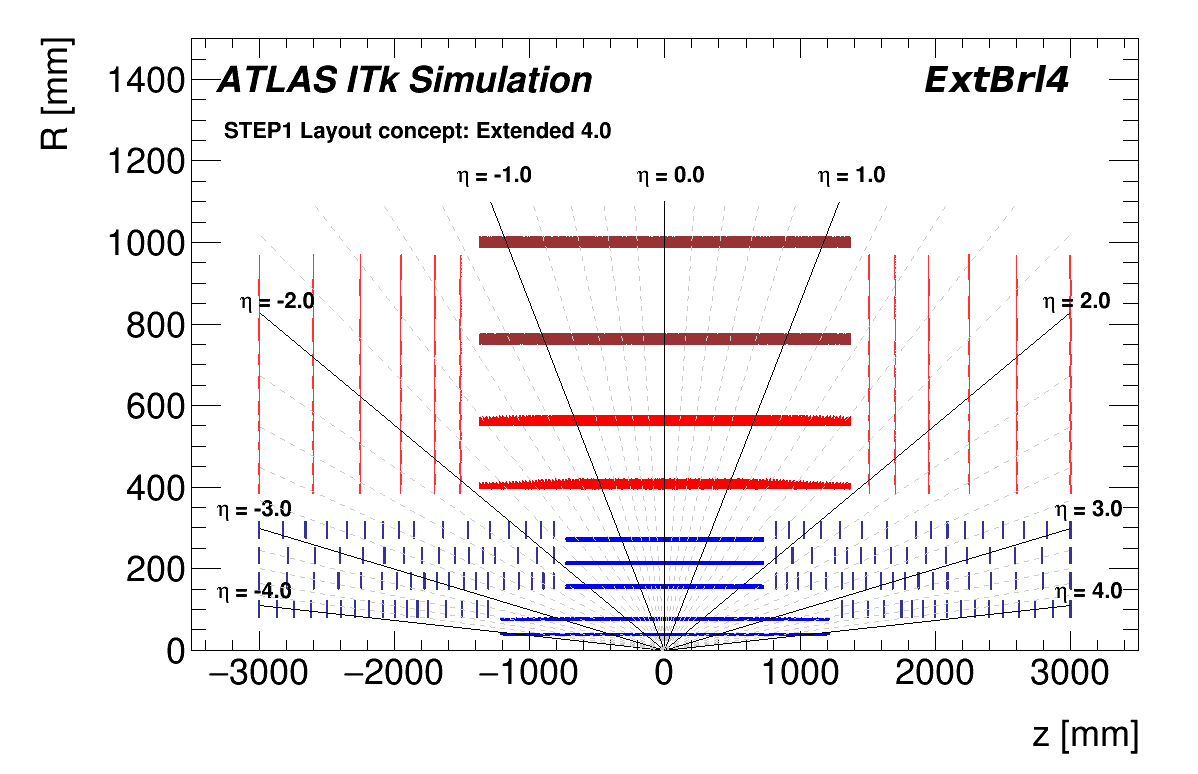 R [mm]
1400
ATLAS ITk Simulation
ExtBrl4
STEP1 Layout concept: Extended 4.0
1200
η = -1.0
η = 0.0
η = 1.0
1000
η = -2.0
η = 2.0
800
600
400
η = -3.0
η = 3.0
200
η = -4.0
η = 4.0
0
−3000
−2000
−1000
0
1000
2000
3000
z [mm]